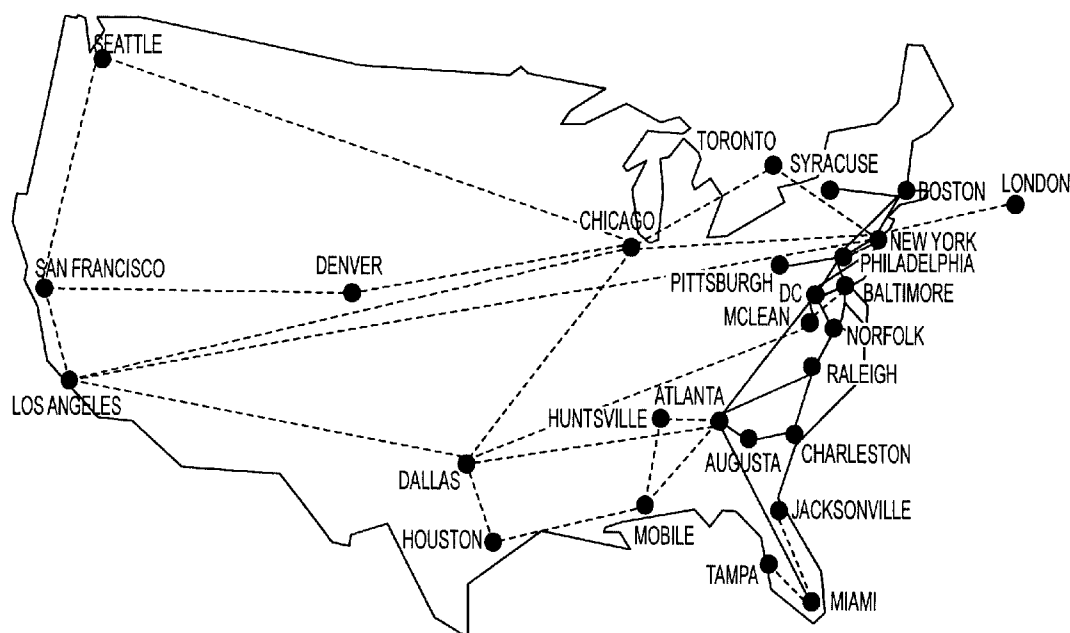 SEATTLE
TORONTO
SYRACUSE
BOSTON
LONDON
CHICAGO
NEW YORK
SAN FRANCISCO
DENVER
PHILADELPHIA
PITTSBURGH
DC
BALTIMORE
MCLEAN
NORFOLK
RALEIGH
LOS ANGELES
ATLANTA
HUNTSVILLE
AUGUSTA
CHARLESTON
DALLAS
JACKSONVILLE
HOUSTON
MOBILE
TAMPA
MIAMI